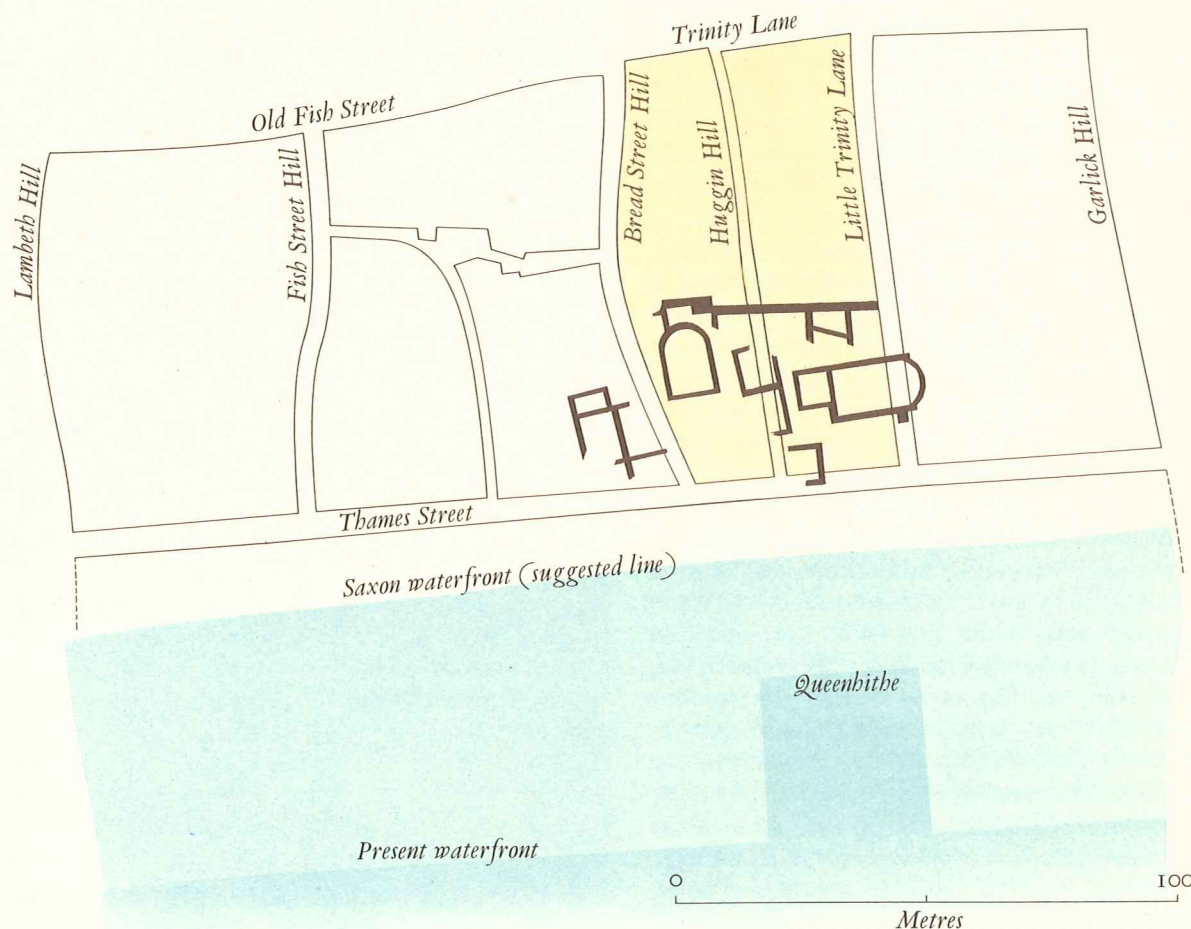 Trinity Lane
Old Fish Street
Lambeth Hill
Fish Street Hill
Bread Street Hill
Huggin Hill
Little Trinity Lane
Garlick Hill
Thames Street
Saxon waterfront (suggested line)
Queenhithe
Present waterfront
0
100
Metres